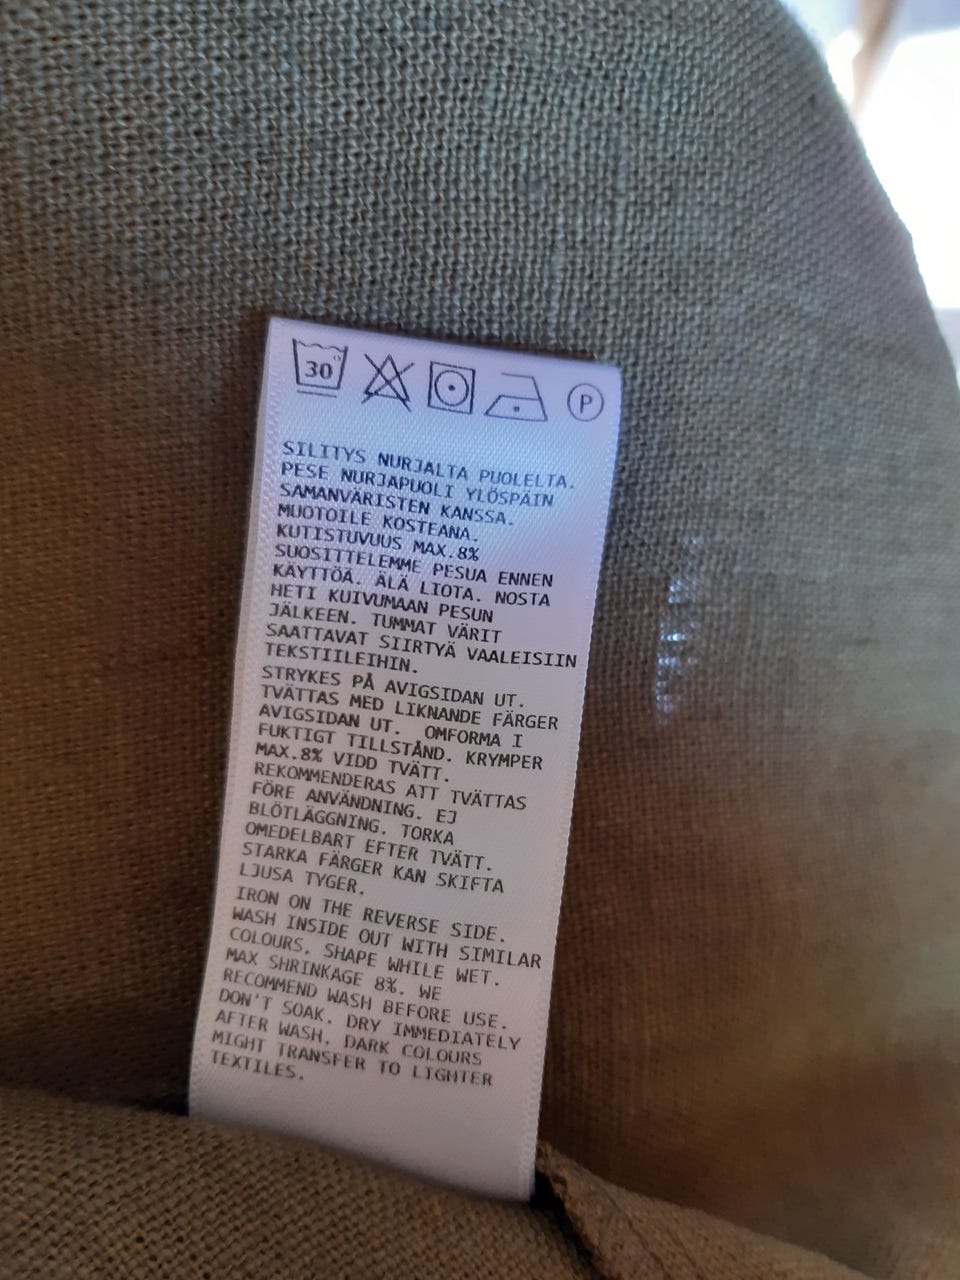 30° P
SILITYS NURJALTA PUOLELTA.
PESE NURJAPUOLI YLÖSPÄIN
SAMANVÄRISTEN KANSSA.
MUOTOILE KOSTEANA.
KUTISTUVUUS MAX.8%
SUOSITTELEMME PESUA ENNEN
KÄYTTÖÄ. ÄLÄ LIOTA. NOSTA
HETI KUIVUMAAN PESUN
JÄLKEEN. TUMMAT VÄRIT
SAATTAVAT SIIRTYÄ VAALEISIIN
TEKSTIILEIHIN.
STRYKES PÅ AVIGSIDAN UT.
TVÄTTAS MED LIKNANDE FÄRGER
AVIGSIDAN UT. OMFORMA I
FUKTIGT TILLSTÅND. KRYMPER
MAX.8% VIDD TVÄTT.
REKOMMENDERAS ATT TVÄTTAS
FÖRE ANVÄNDNING. EJ
BLÖTLÄGGNING. TORKA
OMEDELBART EFTER TVÄTT.
STARKA FÄRGER KAN SKIFTA
LJUSA TYGER.
IRON ON THE REVERSE SIDE.
WASH INSIDE OUT WITH SIMILAR
COLOURS. SHAPE WHILE WET.
MAX SHRINKAGE 8%. WE
RECOMMEND WASH BEFORE USE.
DON'T SOAK. DRY IMMEDIATELY
AFTER WASH. DARK COLOURS
MIGHT TRANSFER TO LIGHTER
TEXTILES.